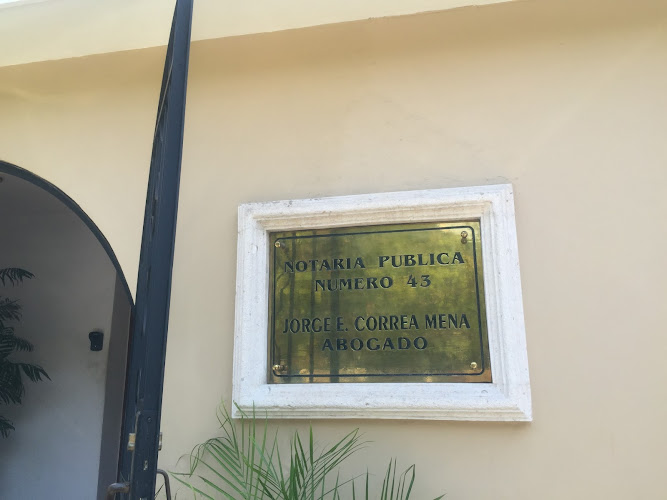 NOTARIA PUBLICA
NUMERO 43
JORGE E. CORREA MENA
ABOGADO